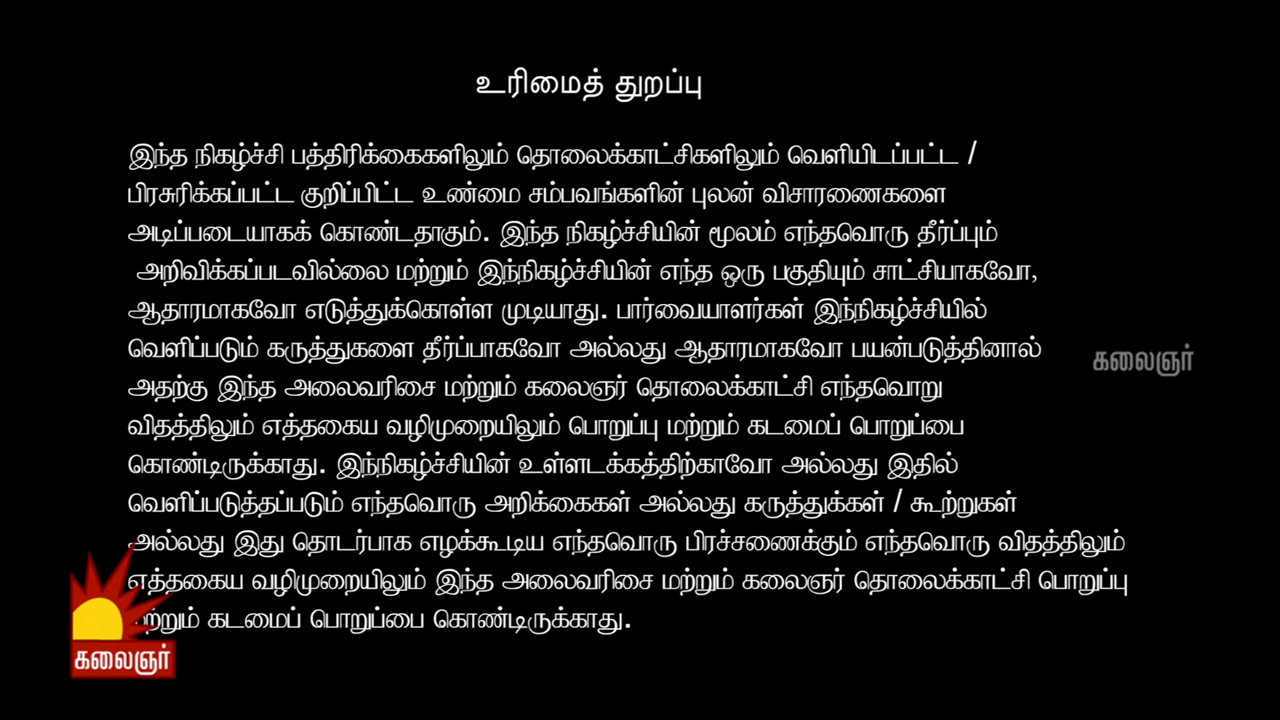 உரிமைத் துறப்பு
இந்த நிகழ்ச்சி பத்திரிக்கைகளிலும் தொலைக்காட்சிகளிலும் வெளியிடப்பட்ட /
பிரசுரிக்கப்பட்ட குறிப்பிட்ட உண்மை சம்பவங்களின் புலன் விசாரணைகளை
அடிப்படையாகக் கொண்டதாகும். இந்த நிகழ்ச்சியின் மூலம் எந்தவொரு தீர்ப்பும்
அறிவிக்கப்படவில்லை மற்றும் இந்நிகழ்ச்சியின் எந்த ஒரு பகுதியும் சாட்சியாகவோ,
ஆதாரமாகவோ எடுத்துக்கொள்ள முடியாது. பார்வையாளர்கள் இந்நிகழ்ச்சியில்
வெளிப்படும் கருத்துகளை தீர்ப்பாகவோ அல்லது ஆதாரமாகவோ பயன்படுத்தினால்
அதற்கு இந்த அலைவரிசை மற்றும் கலைஞர் தொலைக்காட்சி எந்தவொறு
விதத்திலும் எத்தகைய வழிமுறையிலும் பொறுப்பு மற்றும் கடமைப் பொறுப்பை
கொண்டிருக்காது. இந்நிகழ்ச்சியின் உள்ளடக்கத்திற்காவோ அல்லது இதில்
வெளிப்படுத்தப்படும் எந்தவொரு அறிக்கைகள் அல்லது கருத்துக்கள் / கூற்றுகள்
அல்லது இது தொடர்பாக எழக்கூடிய எந்தவொரு பிரச்சணைக்கும் எந்தவொரு விதத்திலும்
எத்தகைய வழிமுறையிலும் இந்த அலைவரிசை மற்றும் கலைஞர் தொலைக்காட்சி பொறுப்பு
மற்றும் கடமைப் பொறுப்பை கொண்டிருக்காது.
கலைஞர்
கலைஞர்